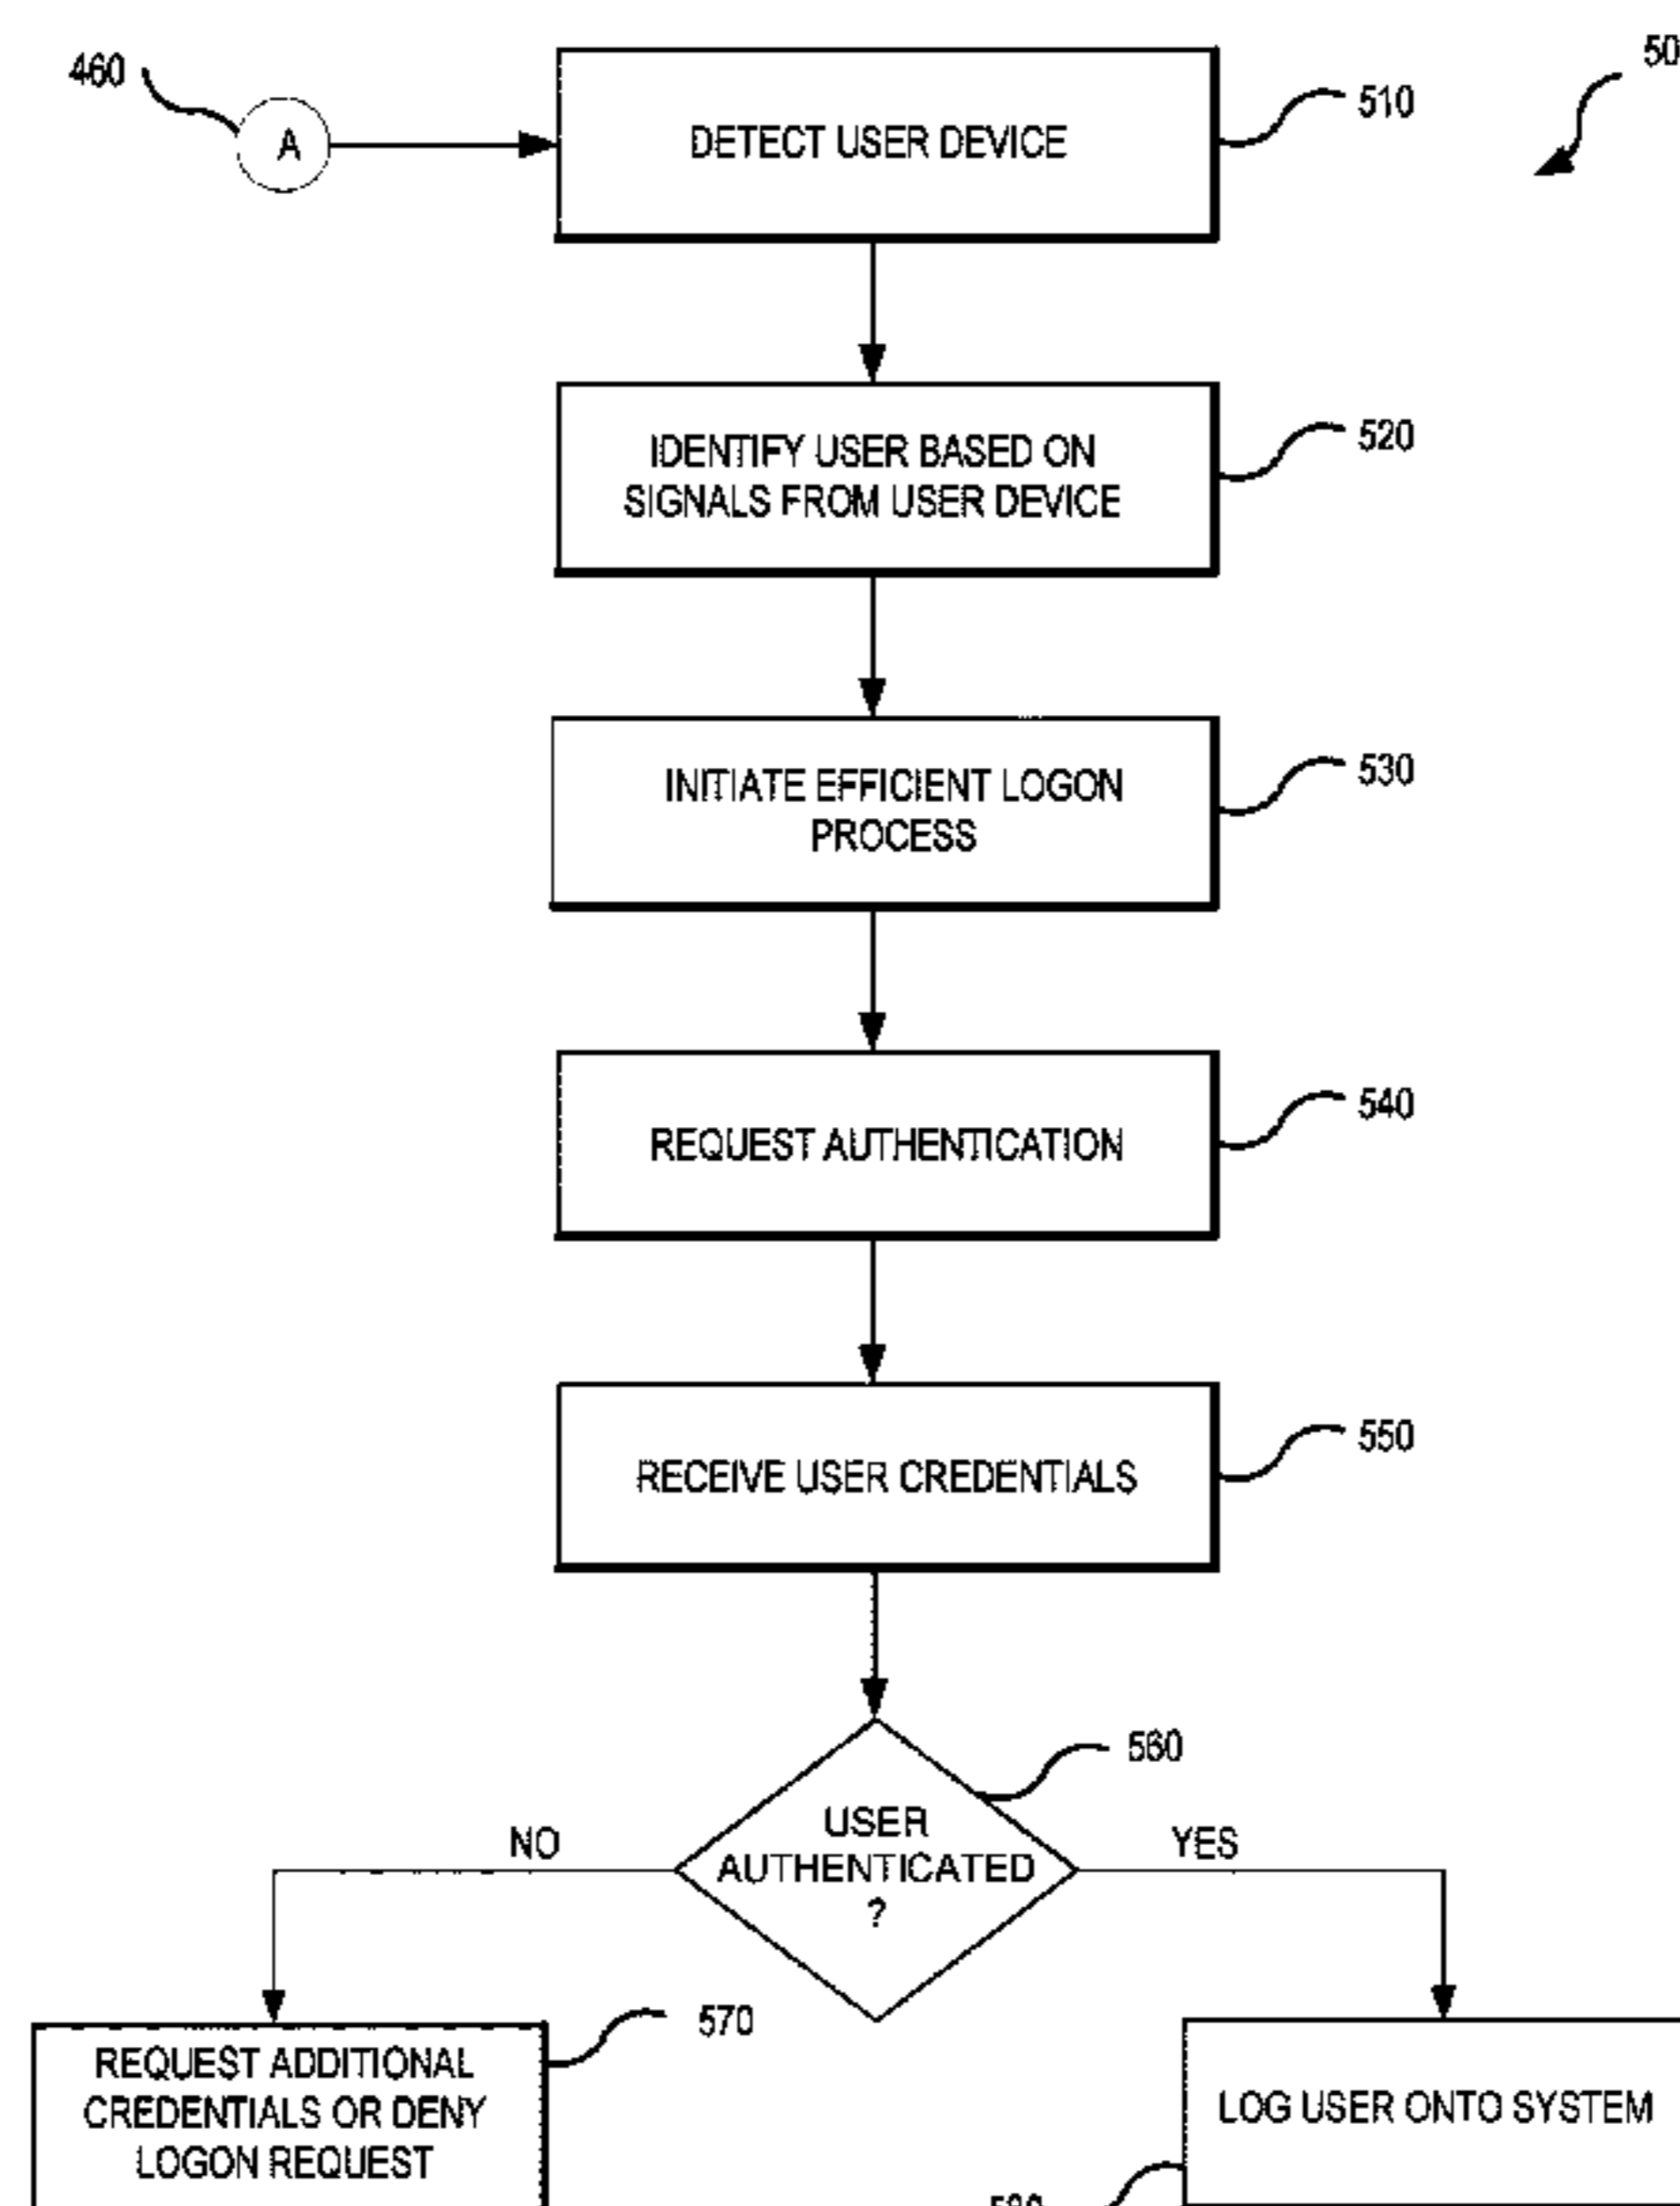 460
A
DETECT USER DEVICE
510
50
IDENTIFY USER BASED ON
SIGNALS FROM USER DEVICE
520
INITIATE EFFICIENT LOGON
PROCESS
530
REQUEST AUTHENTICATION
540
RECEIVE USER CREDENTIALS
550
560
USER
AUTHENTICATED
?
NO
YES
570
REQUEST ADDITIONAL
CREDENTIALS OR DENY
LOGON REQUEST
LOG USER ONTO SYSTEM